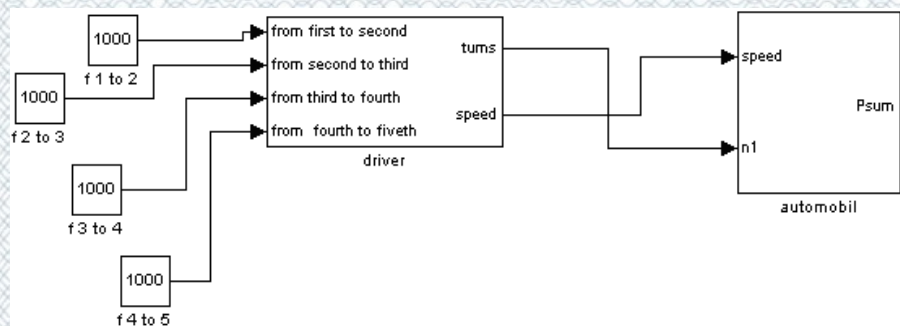 1000
f 1 to 2
1000
f 2 to 3
1000
f 3 to 4
1000
f 4 to 5
from first to second
from second to third
from third to fourth
from fourth to fiveth
turns
speed
driver
speed
n1
Psum
automobil